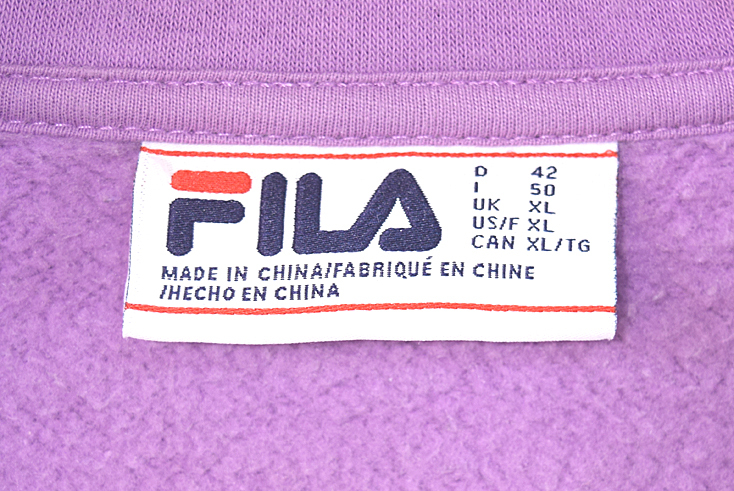 FILA
D 42
I 50
UK XL
US/F XL
CAN XL/TG
MADE IN CHINA/FABRIQUÉ EN CHINE
/HECHO EN CHINA